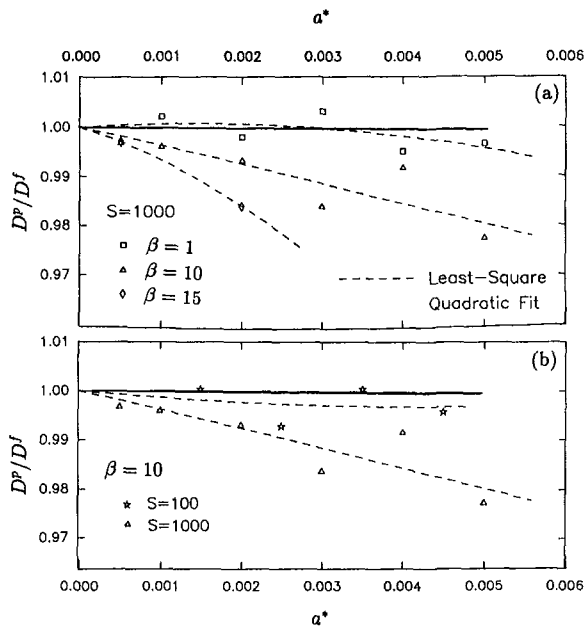 a*
0.000 0.001 0.002 0.003 0.004 0.005 0.006
1.01
(a)
1.00
0.99
D^p/D^f
0.98
S=1000
β = 1
β = 10
0.97
β = 15
Least-Square
Quadratic Fit
1.01
(b)
1.00
0.99
D^p/D^f
β = 10
0.98
S=100
S=1000
0.97
0.000 0.001 0.002 0.003 0.004 0.005 0.006
a*